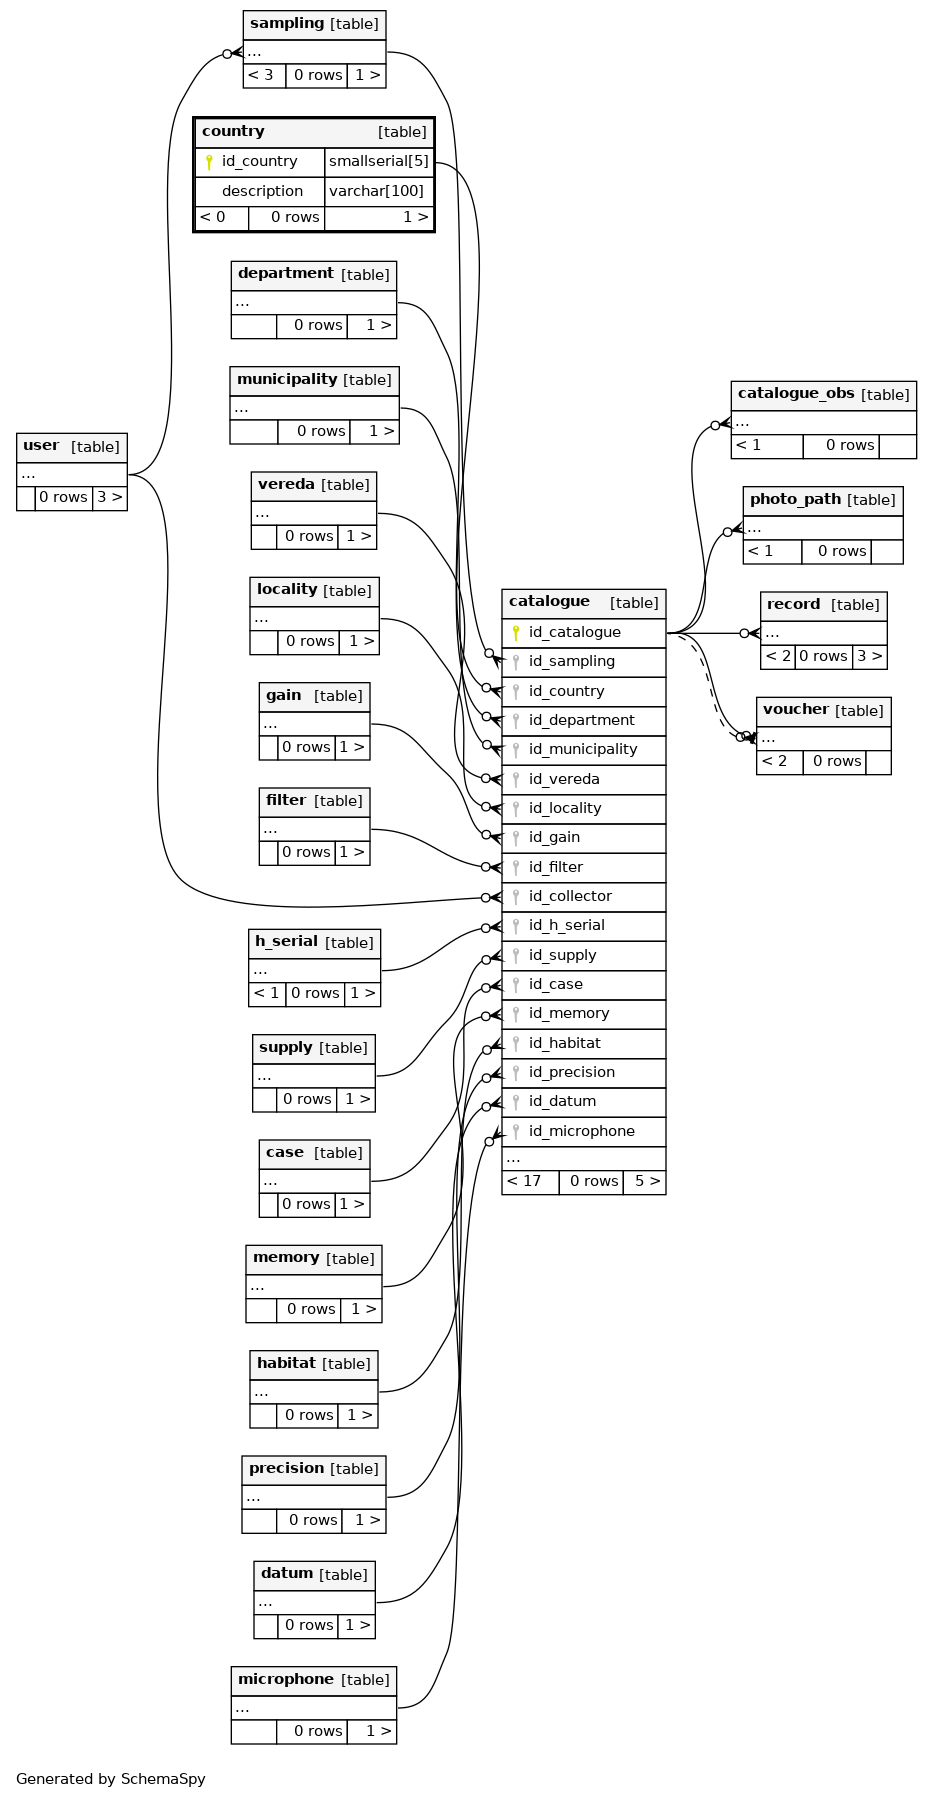 sampling [table]
...
< 3 0 rows 1 >
country [table]
id_country smallserial[5]
description varchar[100]
< 0 0 rows 1 >
department [table]
...
0 rows 1 >
municipality [table]
...
0 rows 1 >
user [table]
...
0 rows 3 >
vereda [table]
...
0 rows 1 >
locality [table]
...
0 rows 1 >
gain [table]
...
0 rows 1 >
filter [table]
...
0 rows 1 >
h_serial [table]
...
< 1 0 rows 1 >
supply [table]
...
0 rows 1 >
case [table]
...
0 rows 1 >
memory [table]
...
0 rows 1 >
habitat [table]
...
0 rows 1 >
precision [table]
...
0 rows 1 >
datum [table]
...
0 rows 1 >
microphone [table]
...
0 rows 1 >
catalogue [table]
id_catalogue
id_sampling
id_country
id_department
id_municipality
id_vereda
id_locality
id_gain
id_filter
id_collector
id_h_serial
id_supply
id_case
id_memory
id_habitat
id_precision
id_datum
id_microphone
...
< 17 0 rows 5 >
catalogue_obs [table]
...
< 1 0 rows
photo_path [table]
...
< 1 0 rows
record [table]
...
< 2 0 rows 3 >
voucher [table]
...
< 2 0 rows
Generated by SchemaSpy